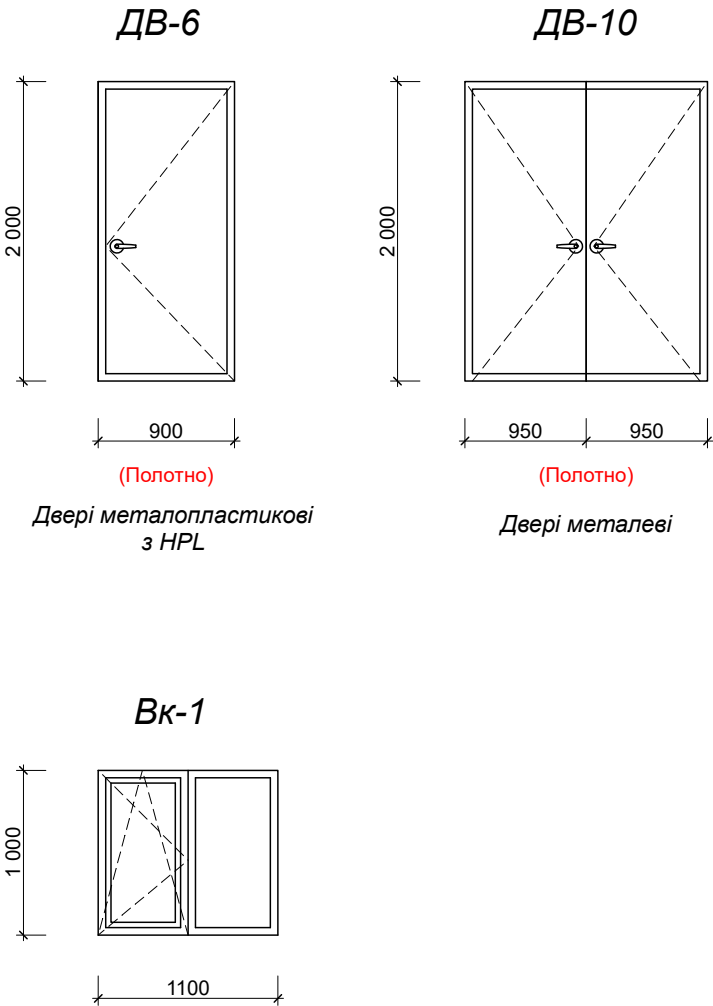 ДВ-6
ДВ-10
2 000
2 000
900
950
950
(Полотно)
(Полотно)
Двері металопластикові
з HPL
Двері металеві
Вк-1
1 000
1100